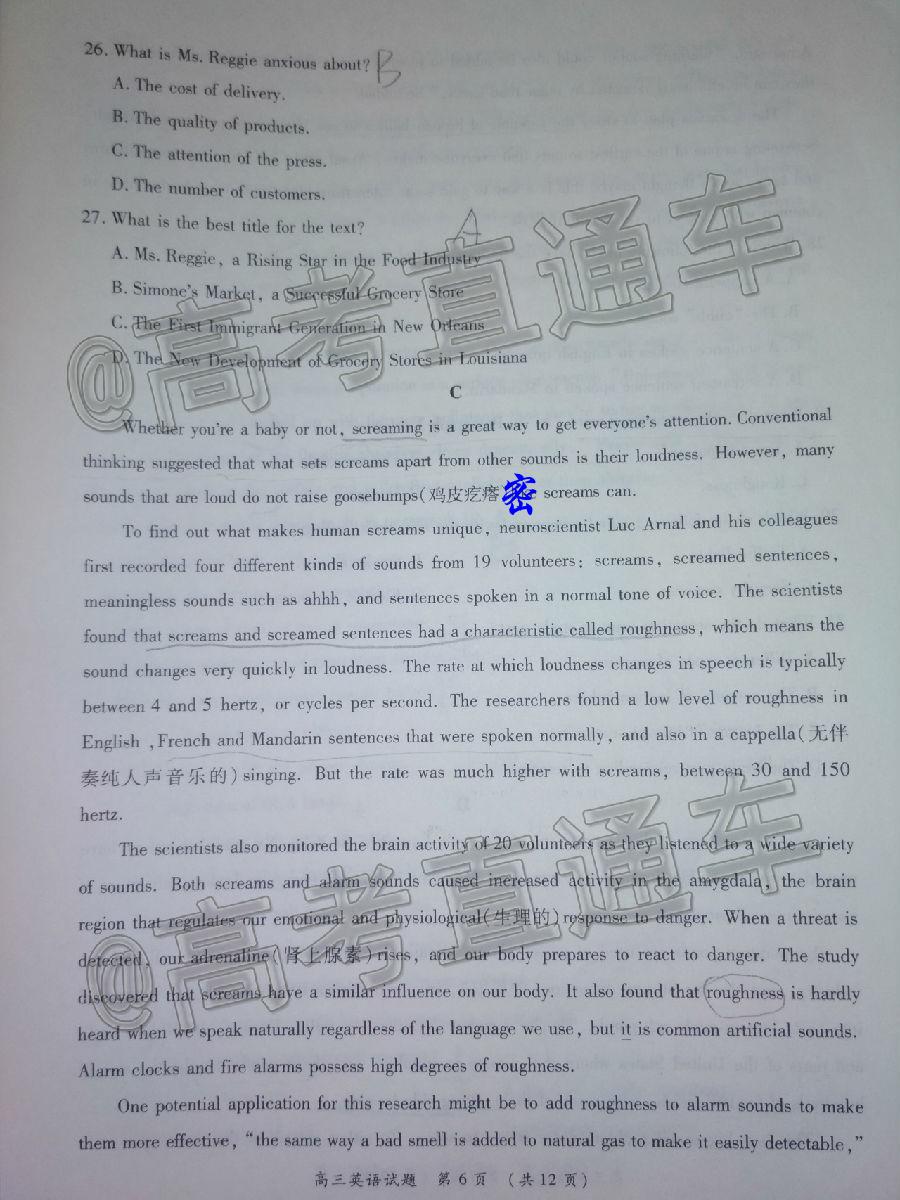 26. What is Ms. Reggie anxious about? B
A. The cost of delivery.
B. The quality of products.
C. The attention of the press.
D. The number of customers.
27. What is the best title for the text? A
A. Ms. Reggie, a Rising Star in the Food Industry
B. Simone's Market, a Successful Grocery Store
C. The First Immigrant Generation in New Orleans
D. The New Development of Grocery Stores in Louisiana
@高考直通车
C
Whether you're a baby or not, screaming is a great way to get everyone's attention. Conventional
thinking suggested that what sets screams apart from other sounds is their loudness. However, many
sounds that are loud do not raise goosebumps(鸡皮疙瘩) 密 screams can.
To find out what makes human screams unique, neuroscientist Luc Arnal and his colleagues
first recorded four different kinds of sounds from 19 volunteers: screams, screamed sentences,
meaningless sounds such as ahhh, and sentences spoken in a normal tone of voice. The scientists
found that screams and screamed sentences had a characteristic called roughness, which means the
sound changes very quickly in loudness. The rate at which loudness changes in speech is typically
between 4 and 5 hertz, or cycles per second. The researchers found a low level of roughness in
English ,French and Mandarin sentences that were spoken normally, and also in a cappella(无伴
奏纯人声音乐的)singing. But the rate was much higher with screams, between 30 and 150
hertz.
The scientists also monitored the brain activity of 20 volunteers as they listened to a wide variety
of sounds. Both screams and alarm sounds caused increased activity in the amygdala, the brain
region that regulates our emotional and physiological(生理的)response to danger. When a threat is
detected, our adrenaline(肾上腺素)rises, and our body prepares to react to danger. The study
discovered that screams have a similar influence on our body. It also found that roughness is hardly
heard when we speak naturally regardless of the language we use, but it is common artificial sounds.
Alarm clocks and fire alarms possess high degrees of roughness.
@高考直通车
One potential application for this research might be to add roughness to alarm sounds to make
them more effective, "the same way a bad smell is added to natural gas to make it easily detectable,"
高三英语试题 第 6 页 (共 12 页)